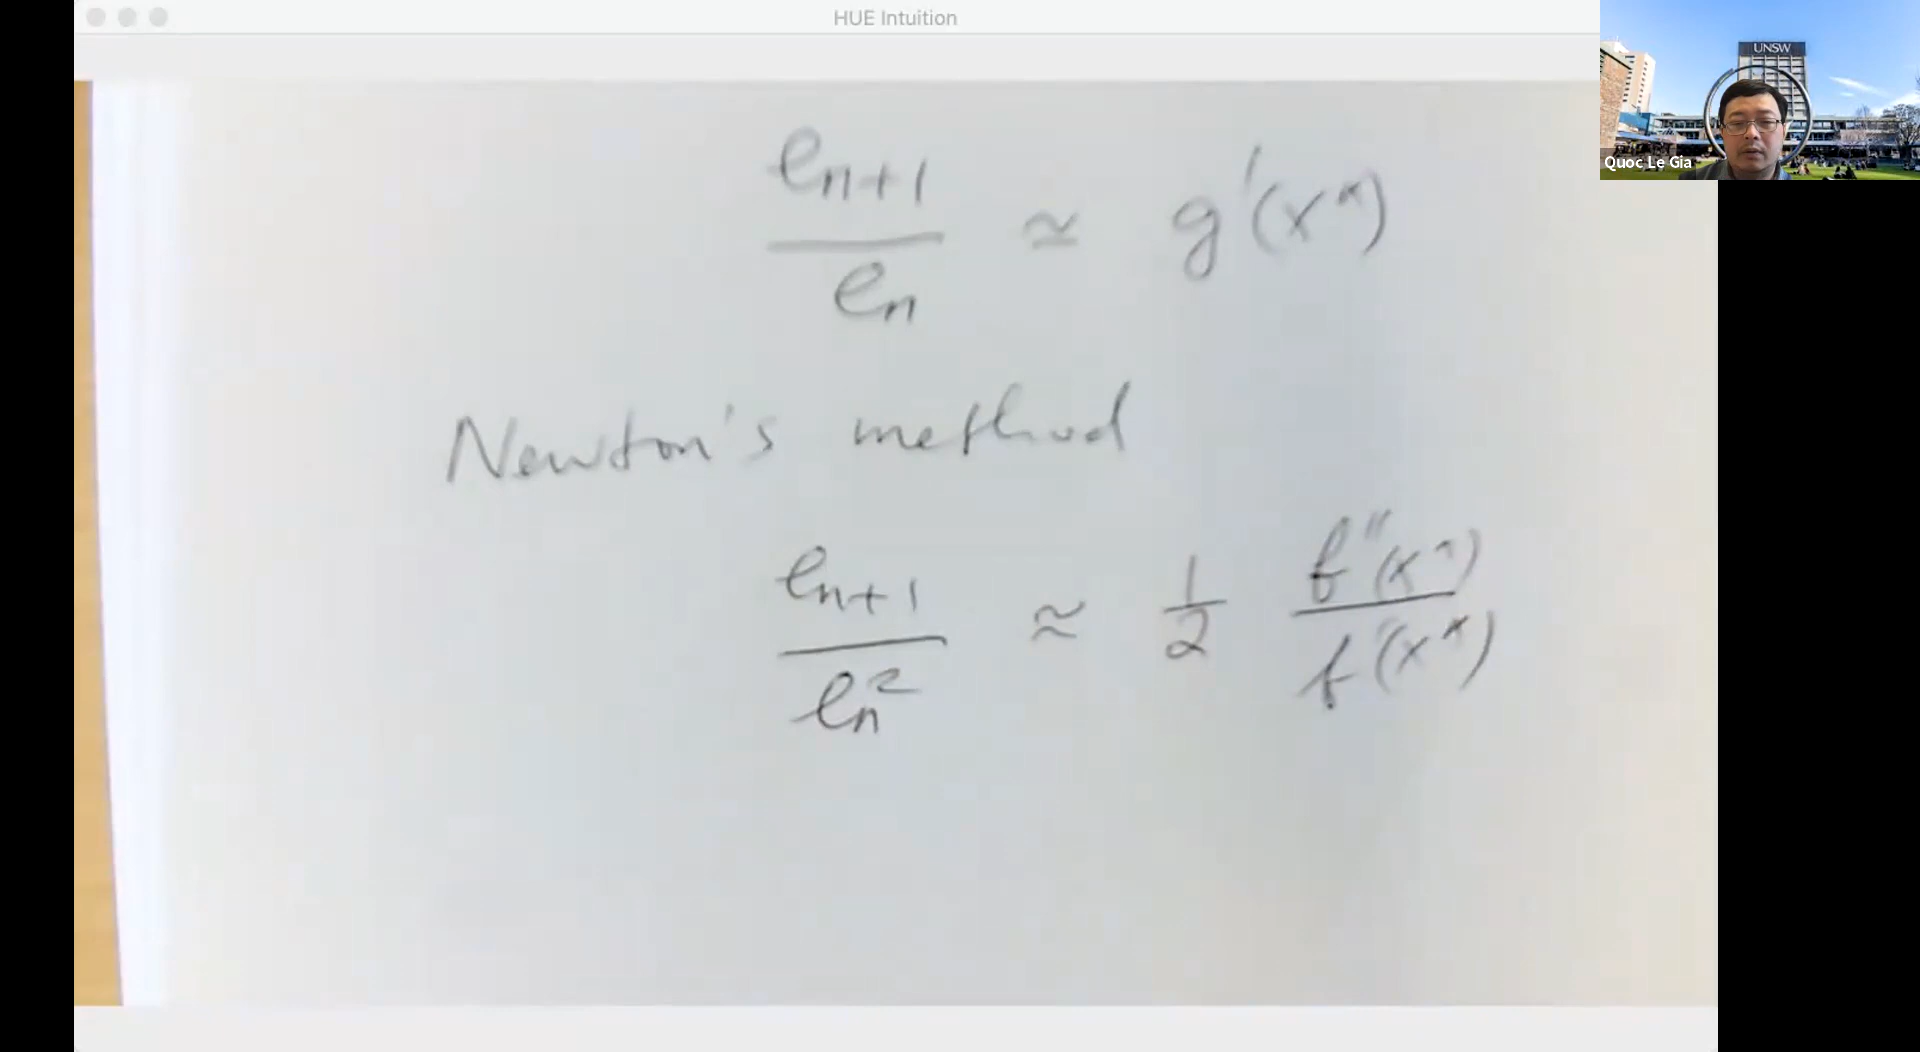 HUE Intuition
UNSW
Quoc Le Gia
e_{n+1} / e_n ≃ g'(x*)
Newton's method
e_{n+1} / e_n^2 ≈ 1/2 f''(x*) / f'(x*)